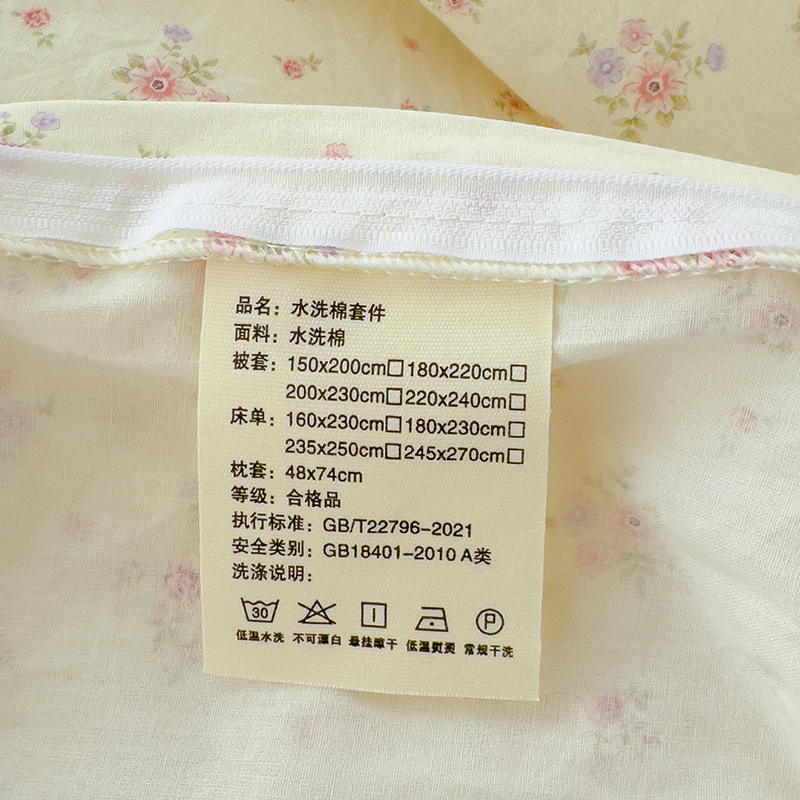 品名：水洗棉套件
面料：水洗棉
被套：150x200cm□180x220cm□
200x230cm□220x240cm□
床单：160x230cm□180x230cm□
235x250cm□245x270cm□
枕套：48x74cm
等级：合格品
执行标准：GB/T22796-2021
安全类别：GB18401-2010 A类
洗涤说明：
30 P
低温水洗 不可漂白 悬挂晾干 低温熨烫 常规干洗